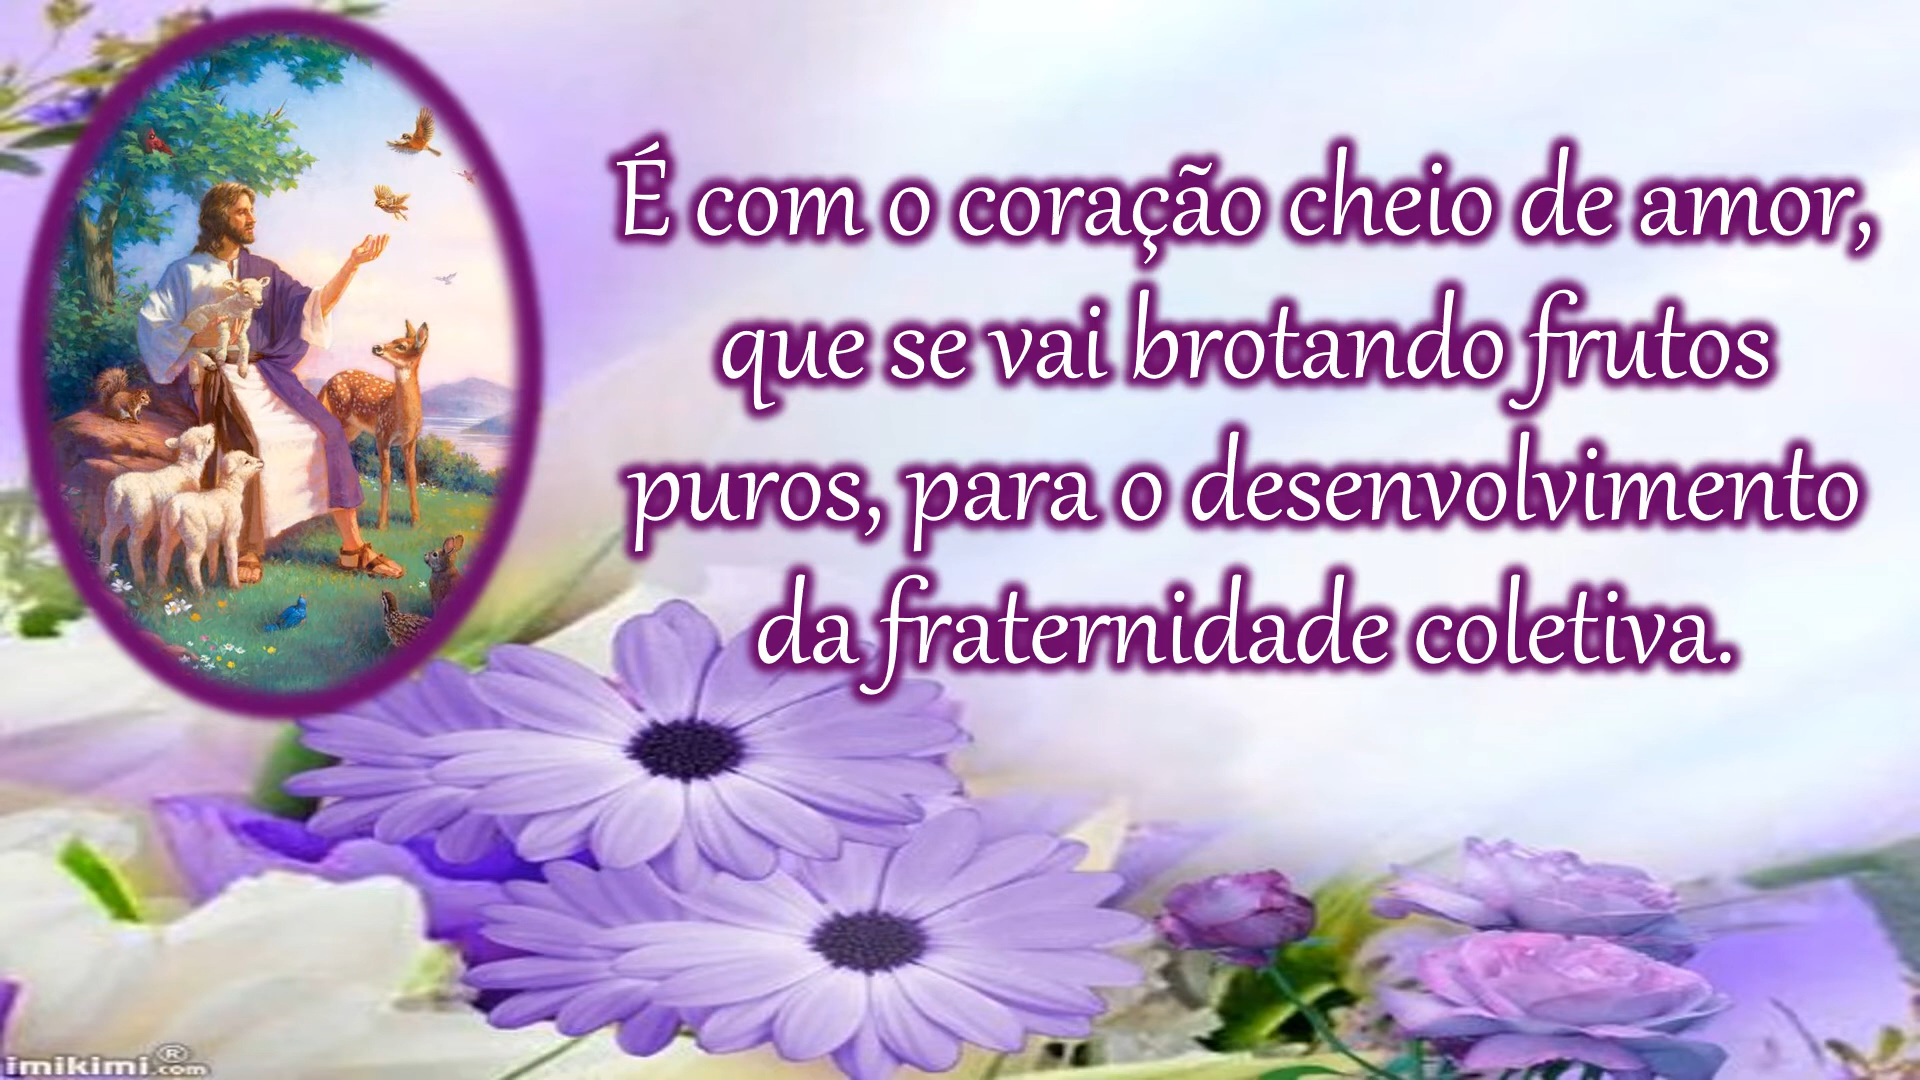 É com o coração cheio de amor,
que se vai brotando frutos
puros, para o desenvolvimento
da fraternidade coletiva.
imikimi®.com